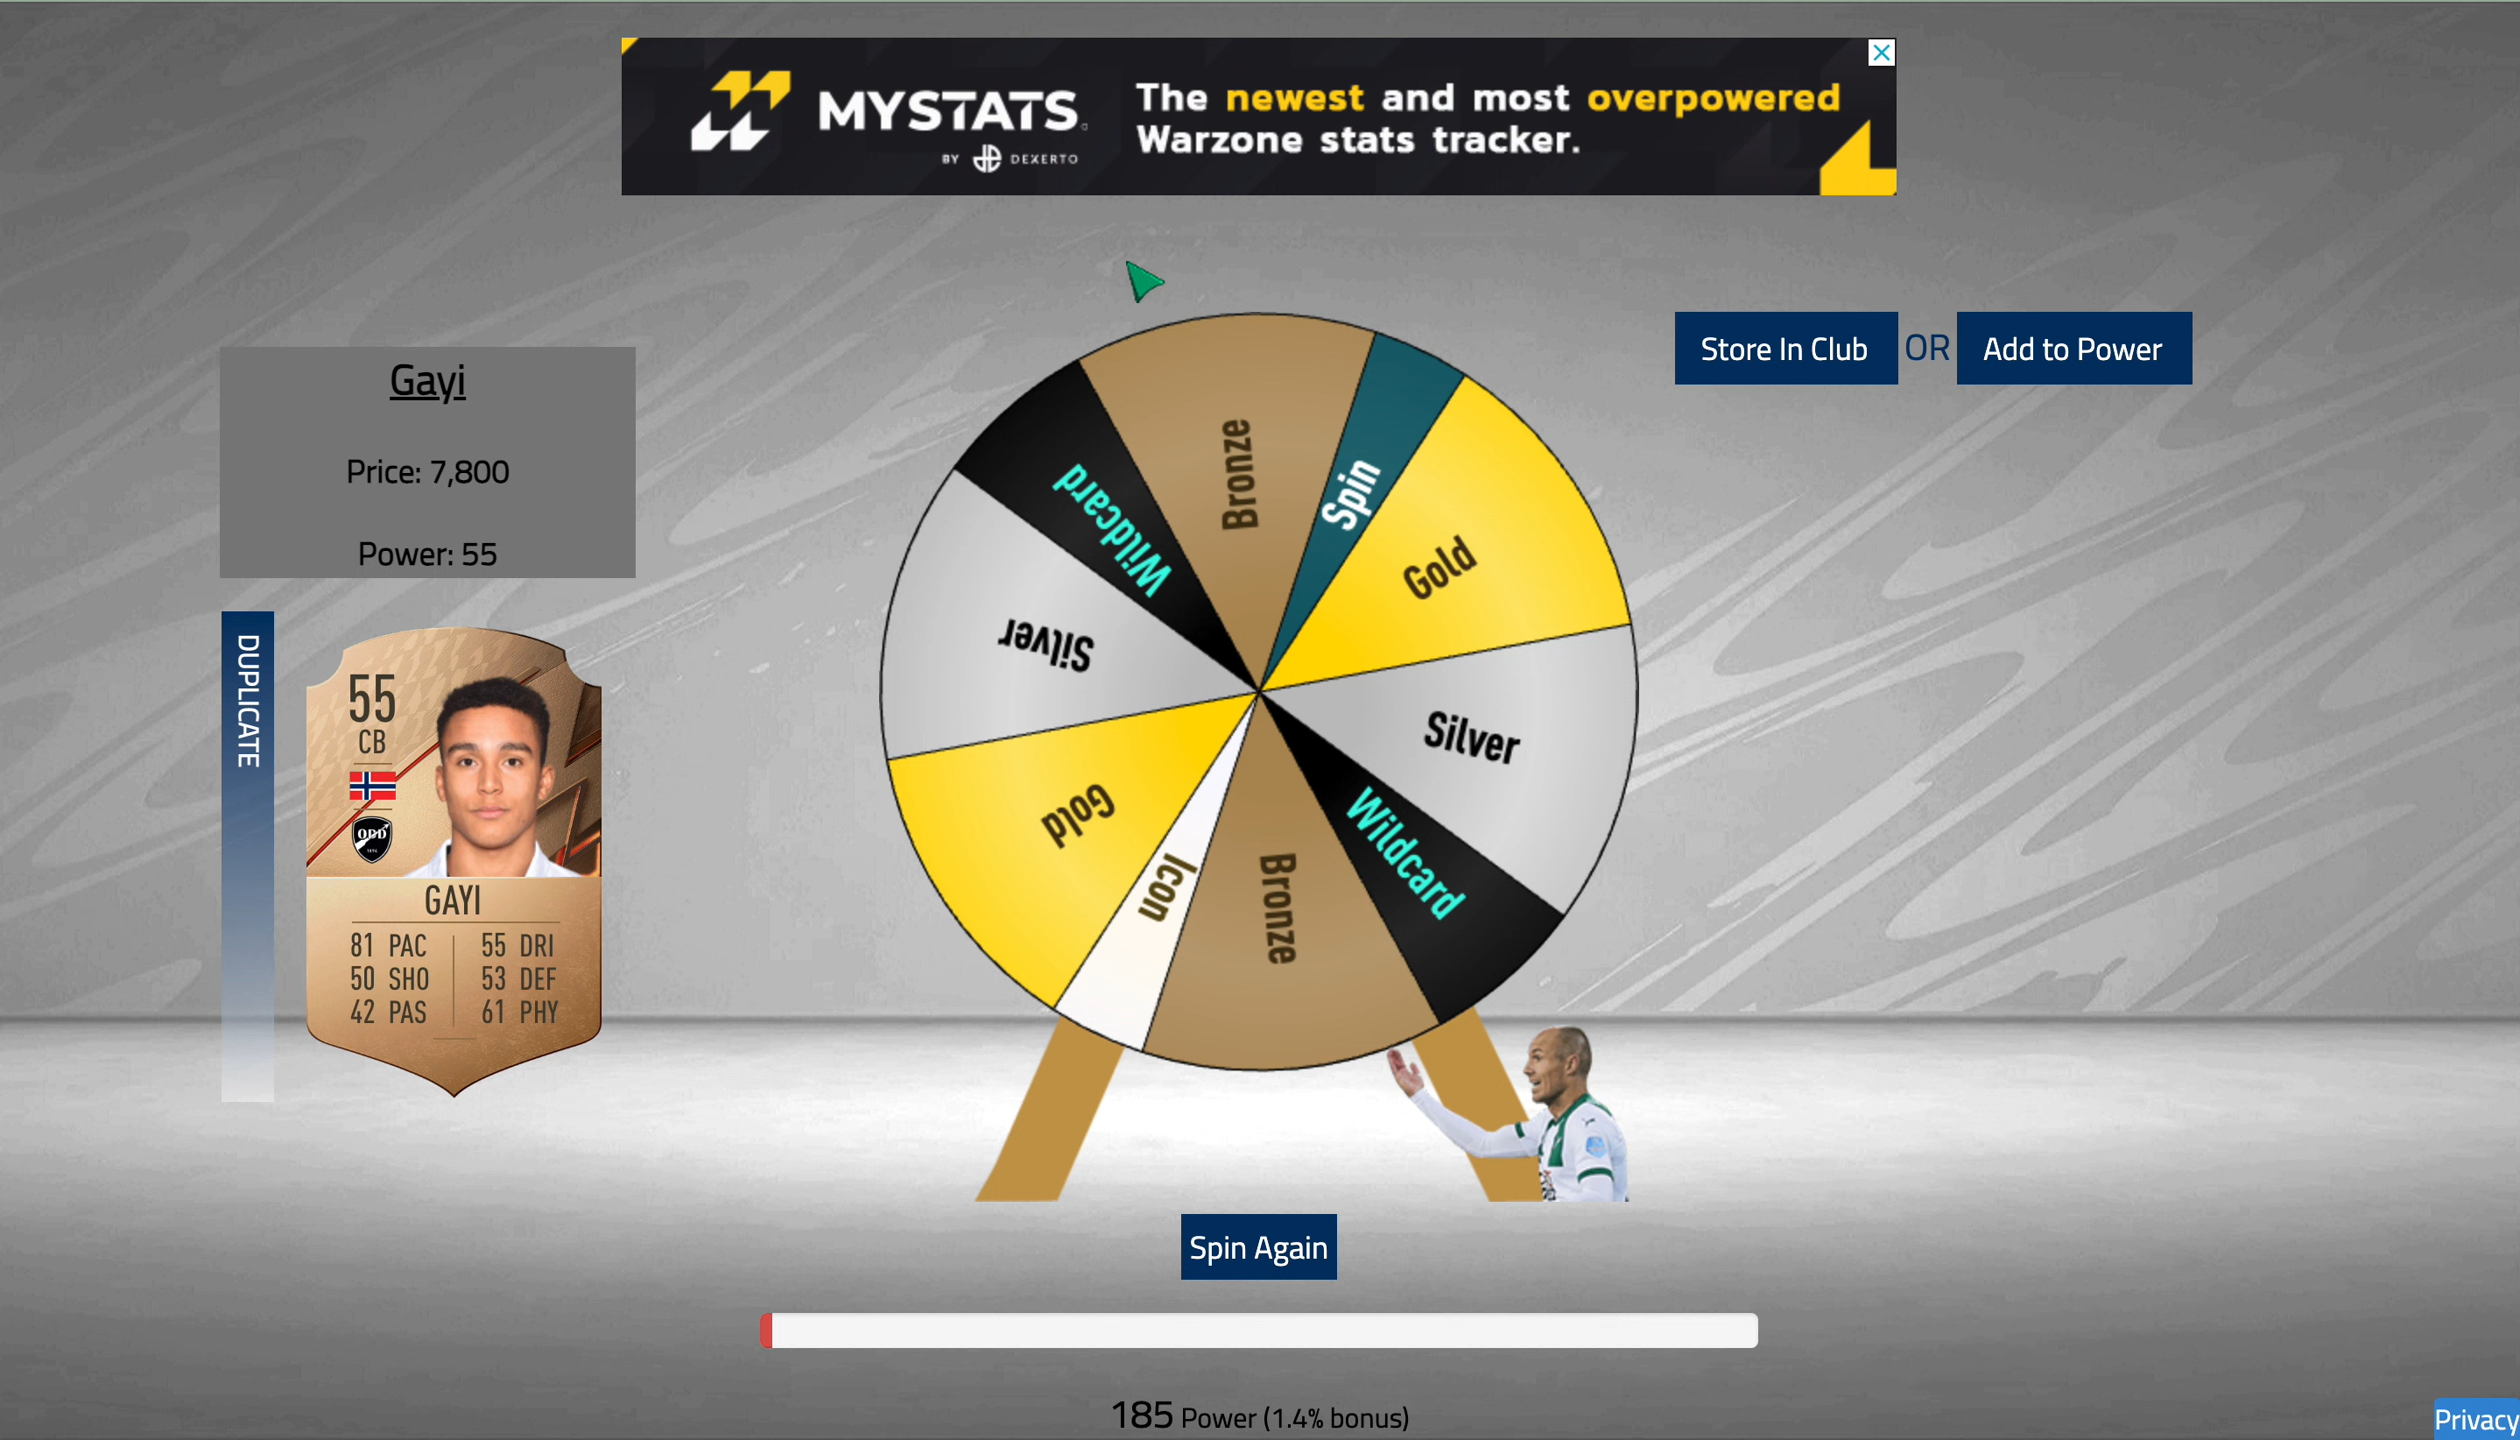 MYSTATS
BY DEXERTO
The newest and most overpowered
Warzone stats tracker.
Store In Club OR Add to Power
Gayi
Price: 7,800
Power: 55
DUPLICATE
55
CB
ODD
GAYI
81 PAC 55 DRI
50 SHO 53 DEF
42 PAS 61 PHY
Bronze
Spin
Gold
Silver
Wildcard
Bronze
Icon
Gold
Silver
Wildcard
Spin Again
185 Power (1.4% bonus)
Privacy